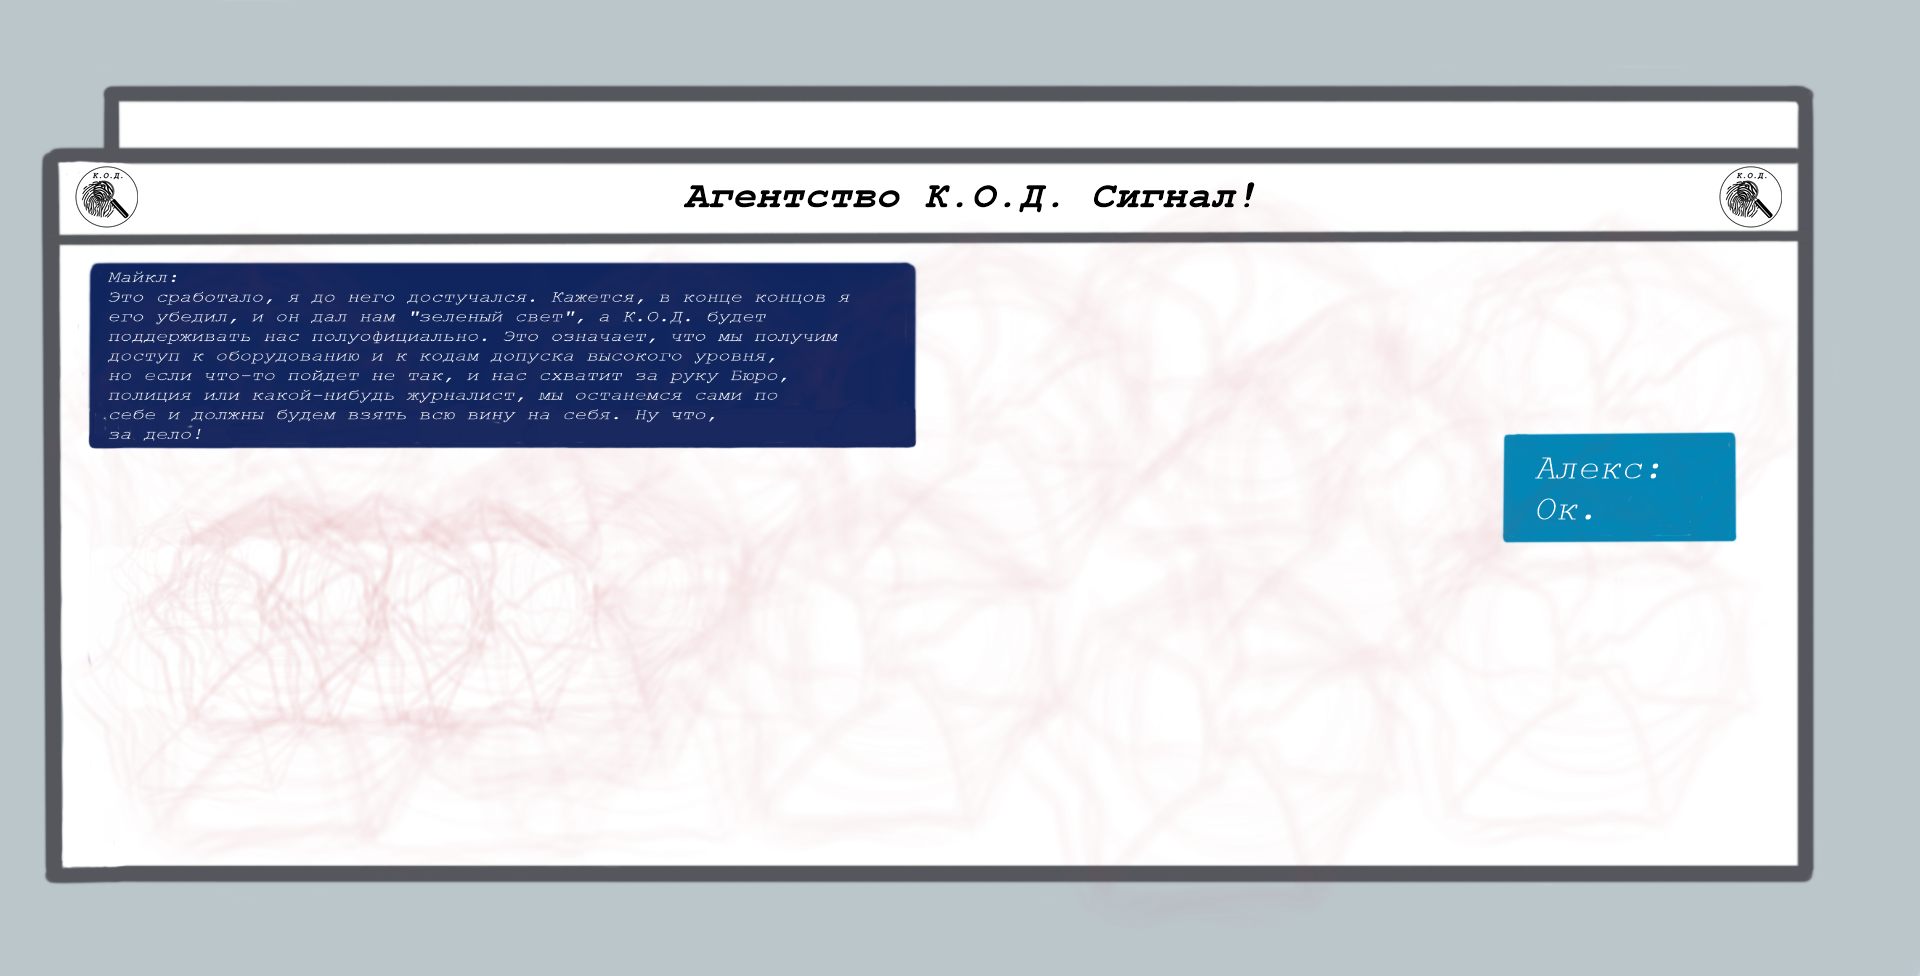 К.О.Д.
Агентство К.О.Д. Сигнал!
К.О.Д.
Майкл:
Это сработало, я до него достучался. Кажется, в конце концов я
его убедил, и он дал нам "зеленый свет", а К.О.Д. будет
поддерживать нас полуофициально. Это означает, что мы получим
доступ к оборудованию и к кодам допуска высокого уровня,
но если что-то пойдет не так, и нас схватит за руку Бюро,
полиция или какой-нибудь журналист, мы останемся сами по
себе и должны будем взять всю вину на себя. Ну что,
за дело!
Алекс:
Ок.